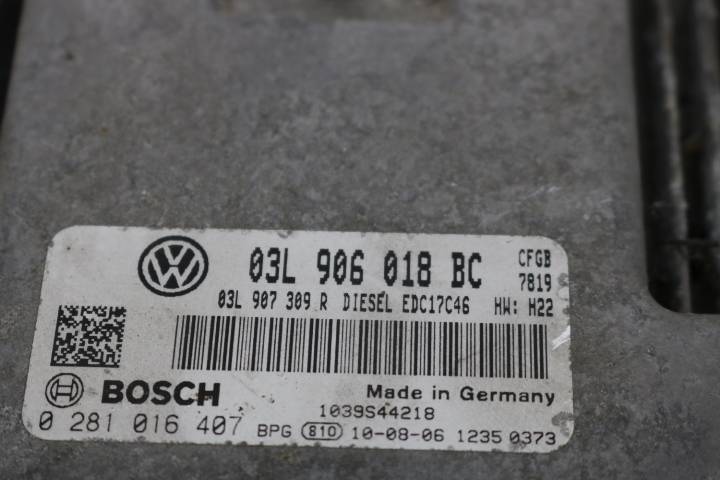 03L 906 018 BC CFGB
7819
03L 907 309 R DIESEL EDC17C46 HW: H22
BOSCH Made in Germany
1039S44218
0 281 016 407 BPG 810 10-08-06 1235 0373